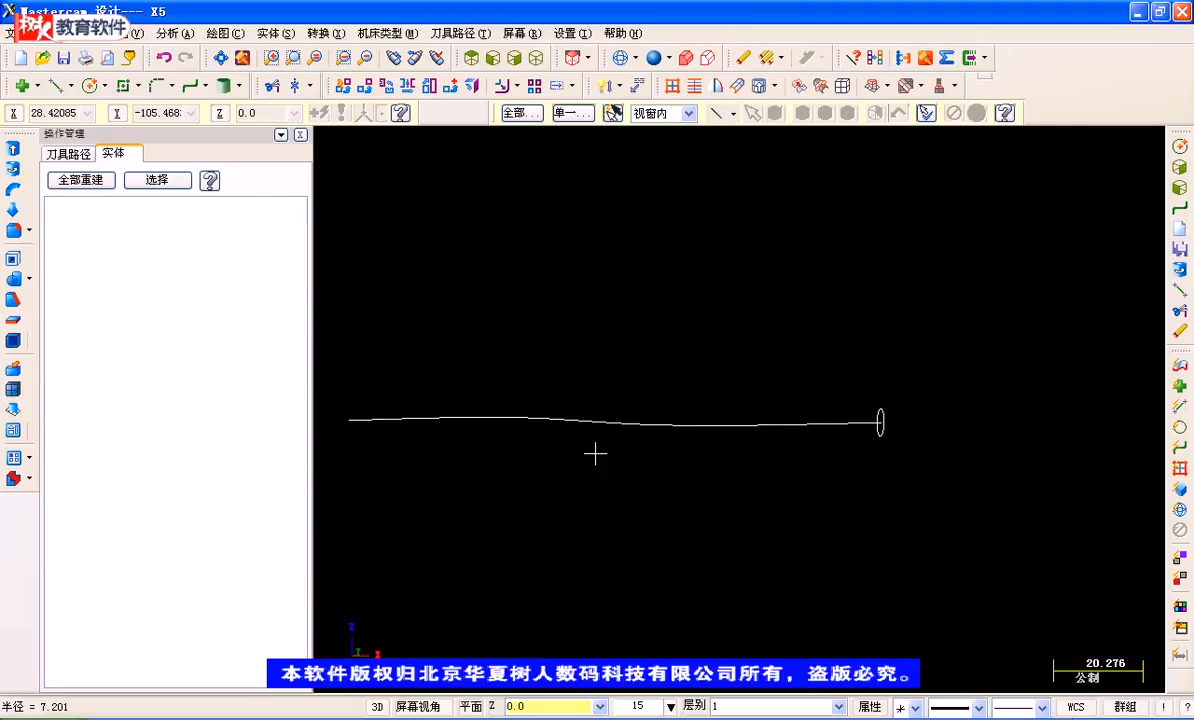 Mastercam 设计--- X5
树人 教育软件
(V) 分析(A) 绘图(C) 实体(S) 转换(X) 机床类型(M) 刀具路径(T) 屏幕(R) 设置(I) 帮助(H)
X 28.42085 Y -105.468 Z 0.0 全部... 单一... 视窗内
操作管理
刀具路径 实体
全部重建 选择
Z
Y X
20.276
公制
本软件版权归北京华夏树人数码科技有限公司所有，盗版必究。
半径 = 7.201 3D 屏幕视角 平面 Z 0.0 15 层别 1 属性 WCS 群组 ! ?